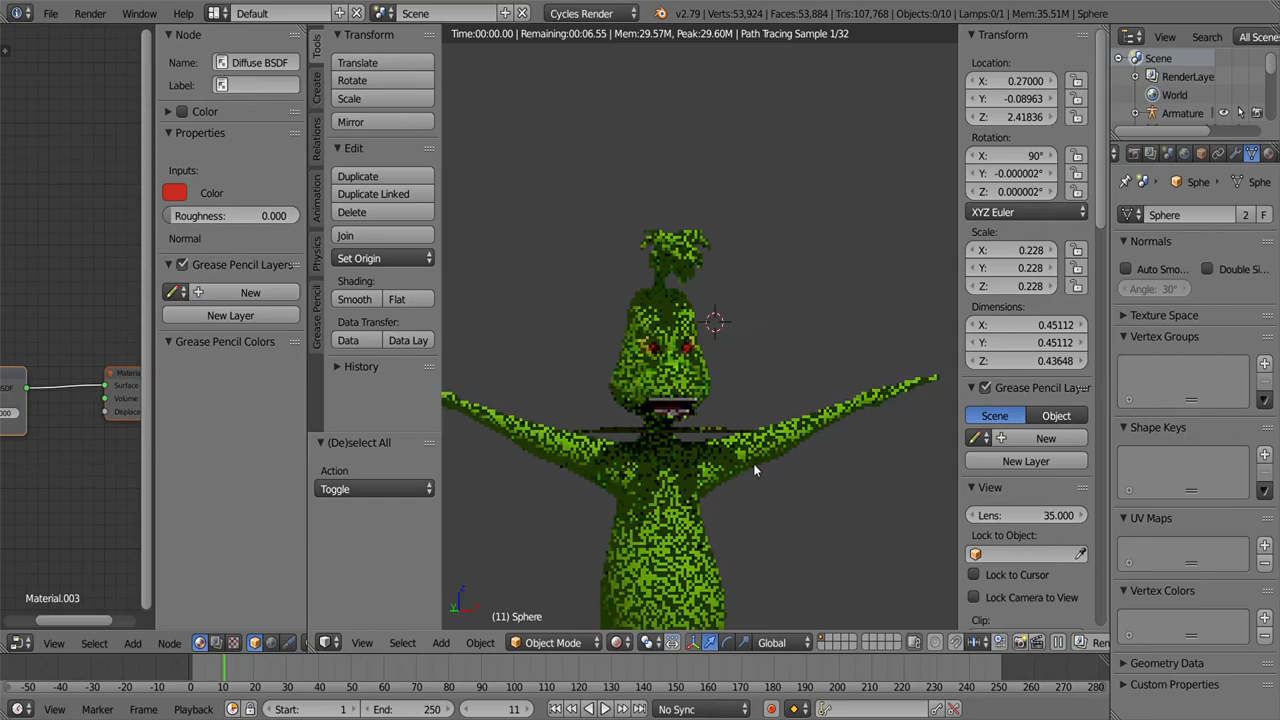 File Render Window Help Default Scene Cycles Render v2.79 | Verts:53,924 | Faces:53,884 | Tris:107,768 | Objects:0/10 | Lamps:0/1 | Mem:35.51M | Sphere
View Search All Scenes
Node
Name: Diffuse BSDF
Label:
Color
Properties
Inputs:
Color
Roughness: 0.000
Normal
Grease Pencil Layers
New
New Layer
Grease Pencil Colors
BSDF
000
Material
Surface
Volume
Displace
Material.003
Tools
Create
Relations
Animation
Physics
Grease Pencil
Transform
Translate
Rotate
Scale
Mirror
Edit
Duplicate
Duplicate Linked
Delete
Join
Set Origin
Shading:
Smooth Flat
Data Transfer:
Data Data Lay
History
(De)select All
Action
Toggle
Time:00:00.00 | Remaining:00:06.55 | Mem:29.57M, Peak:29.60M | Path Tracing Sample 1/32
(11) Sphere
Transform
Location:
X: 0.27000
Y: -0.08963
Z: 2.41836
Rotation:
X: 90°
Y: -0.000002°
Z: 0.000002°
XYZ Euler
Scale:
X: 0.228
Y: 0.228
Z: 0.228
Dimensions:
X: 0.45112
Y: 0.45112
Z: 0.43648
Grease Pencil Layer
Scene Object
New
New Layer
View
Lens: 35.000
Lock to Object:
Lock to Cursor
Lock Camera to View
Clip:
Scene
RenderLaye
World
Armature
Sphe Sphe
Sphere 2 F
Normals
Auto Smo... Double Si...
Angle: 30°
Texture Space
Vertex Groups
Shape Keys
UV Maps
Vertex Colors
Geometry Data
Custom Properties
View Select Add Node
View Select Add Object Object Mode Global Ren
-50 -40 -30 -20 -10 0 10 20 30 40 50 60 70 80 90 100 110 120 130 140 150 160 170 180 190 200 210 220 230 240 250 260 270 280
View Marker Frame Playback Start: 1 End: 250 11 No Sync